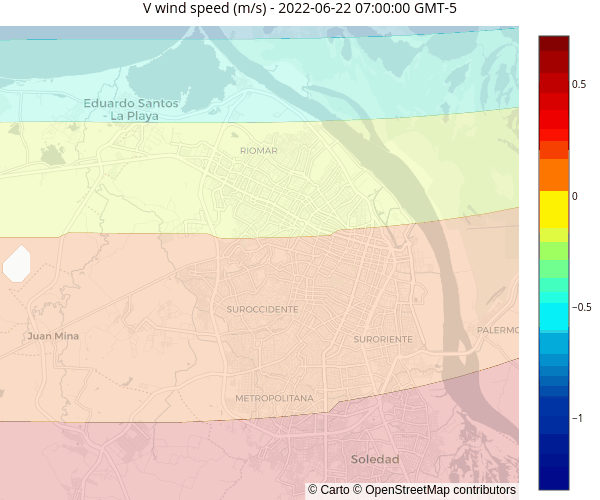 V wind speed (m/s) - 2022-06-22 07:00:00 GMT-5
Eduardo Santos
- La Playa
RIOMAR
SUROCCIDENTE
Juan Mina
SURORIENTE
PALERMO
METROPOLITANA
Soledad
© Carto © OpenStreetMap contributors
0.5
0
−0.5
−1